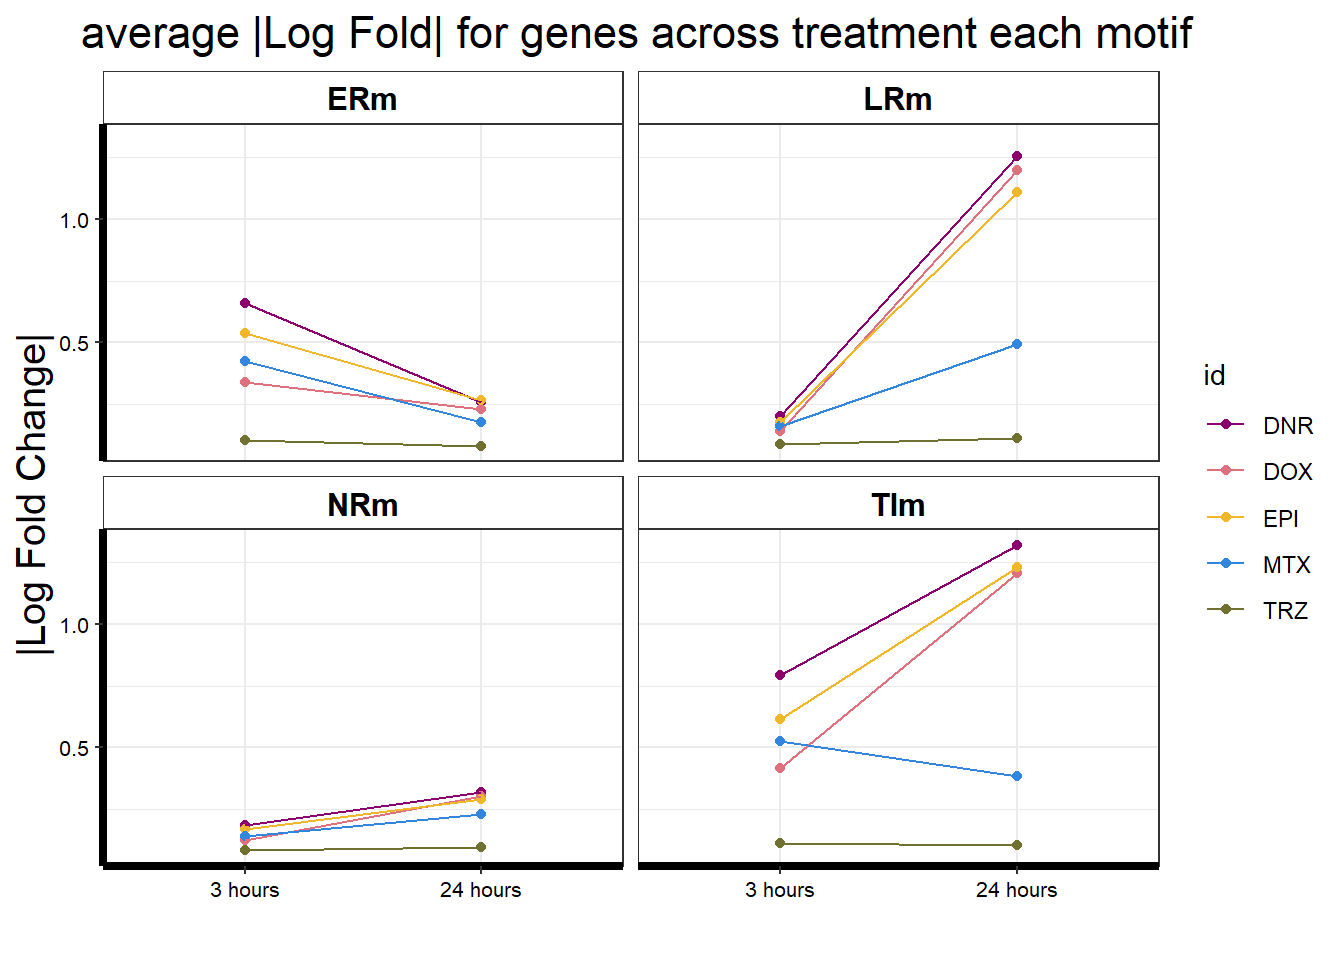 average |Log Fold| for genes across treatment each motif
ERm
LRm
1.0
0.5
NRm
TIm
1.0
0.5
3 hours
24 hours
3 hours
24 hours
|Log Fold Change|
id
DNR
DOX
EPI
MTX
TRZ